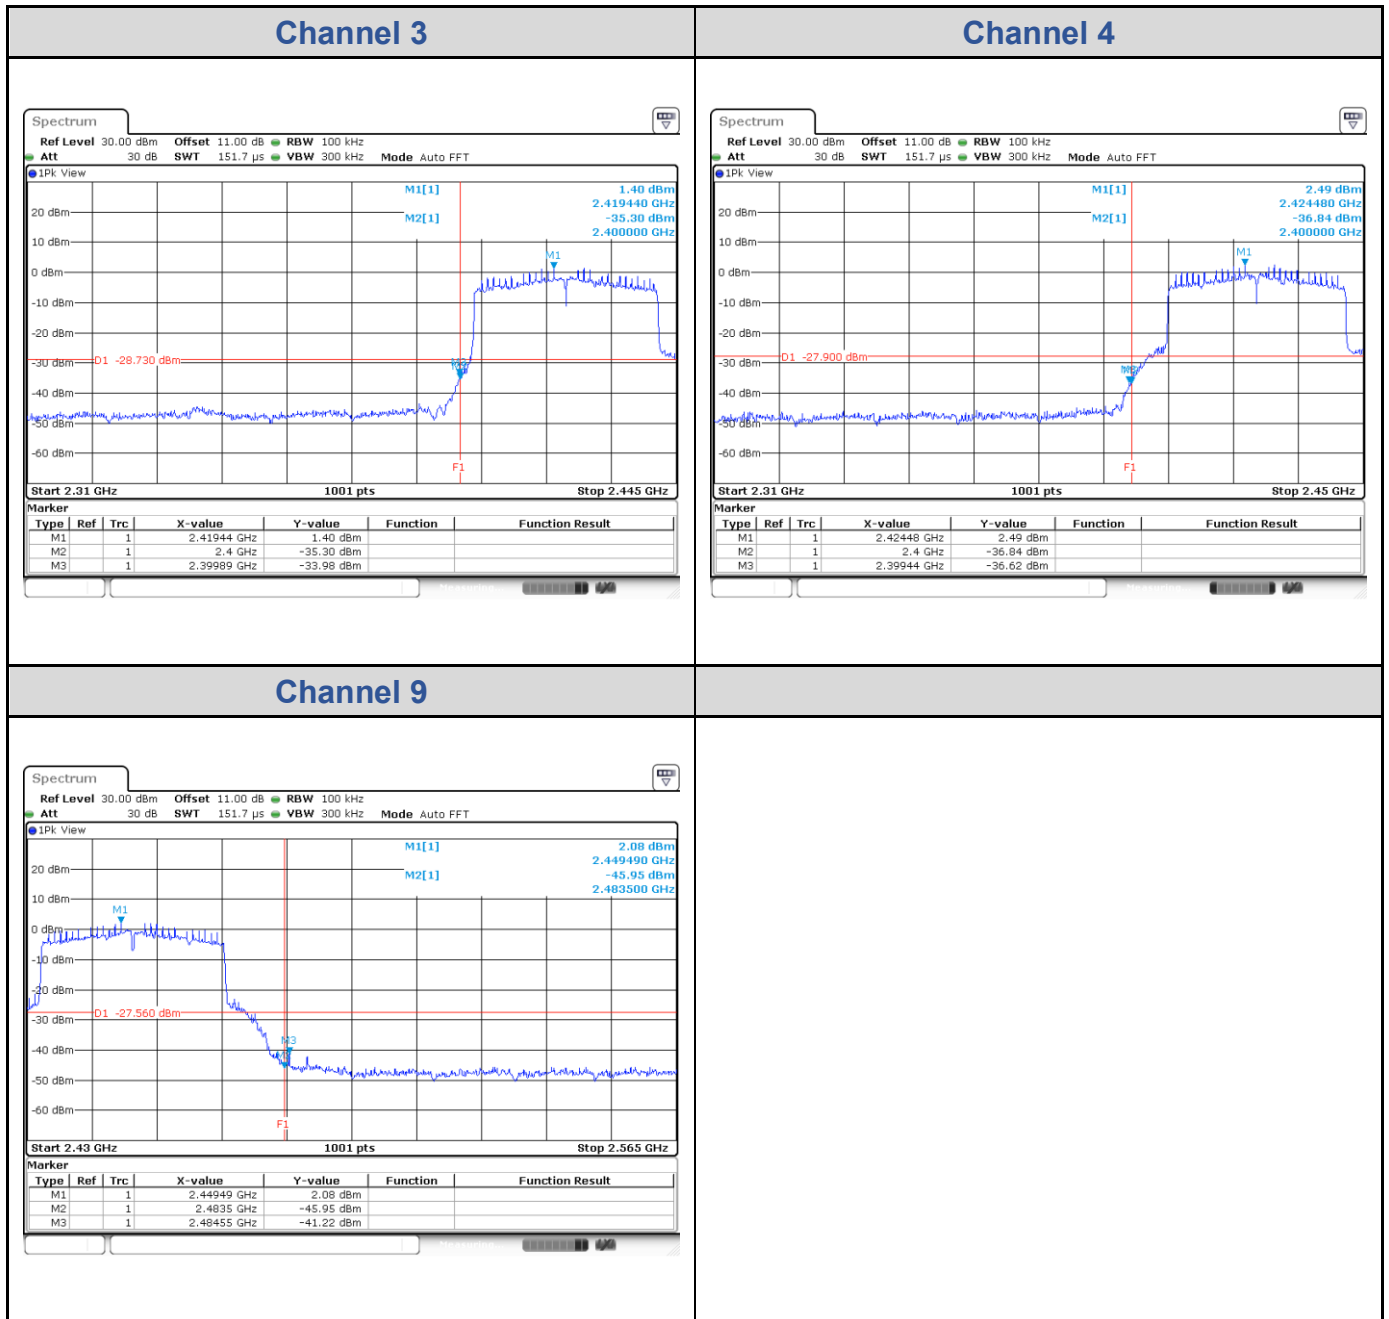 Channel 3
Channel 4
Spectrum
Ref Level 30.00 dBm Offset 11.00 dB RBW 100 kHz
Att 30 dB SWT 151.7 µs VBW 300 kHz Mode Auto FFT
1Pk View
M1[1] 1.40 dBm
2.419440 GHz
M2[1] -35.30 dBm
2.400000 GHz
20 dBm
10 dBm
M1
0 dBm
-10 dBm
-20 dBm
-30 dBm
D1 -28.730 dBm
-40 dBm
-50 dBm
-60 dBm
F1
Start 2.31 GHz 1001 pts Stop 2.445 GHz
Marker
Type Ref Trc X-value Y-value Function Function Result
M1 1 2.41944 GHz 1.40 dBm
M2 1 2.4 GHz -35.30 dBm
M3 1 2.39989 GHz -33.98 dBm
Spectrum
Ref Level 30.00 dBm Offset 11.00 dB RBW 100 kHz
Att 30 dB SWT 151.7 µs VBW 300 kHz Mode Auto FFT
1Pk View
M1[1] 2.49 dBm
2.424480 GHz
M2[1] -36.84 dBm
2.400000 GHz
20 dBm
10 dBm
M1
0 dBm
-10 dBm
-20 dBm
D1 -27.900 dBm
-30 dBm
-40 dBm
-50 dBm
-60 dBm
F1
Start 2.31 GHz 1001 pts Stop 2.45 GHz
Marker
Type Ref Trc X-value Y-value Function Function Result
M1 1 2.42448 GHz 2.49 dBm
M2 1 2.4 GHz -36.84 dBm
M3 1 2.39944 GHz -36.62 dBm
Channel 9
Spectrum
Ref Level 30.00 dBm Offset 11.00 dB RBW 100 kHz
Att 30 dB SWT 151.7 µs VBW 300 kHz Mode Auto FFT
1Pk View
M1[1] 2.08 dBm
2.449490 GHz
M2[1] -45.95 dBm
2.483500 GHz
20 dBm
10 dBm
M1
0 dBm
-10 dBm
-20 dBm
D1 -27.560 dBm
-30 dBm
M3
-40 dBm
-50 dBm
-60 dBm
F1
Start 2.43 GHz 1001 pts Stop 2.565 GHz
Marker
Type Ref Trc X-value Y-value Function Function Result
M1 1 2.44949 GHz 2.08 dBm
M2 1 2.4835 GHz -45.95 dBm
M3 1 2.48455 GHz -41.22 dBm